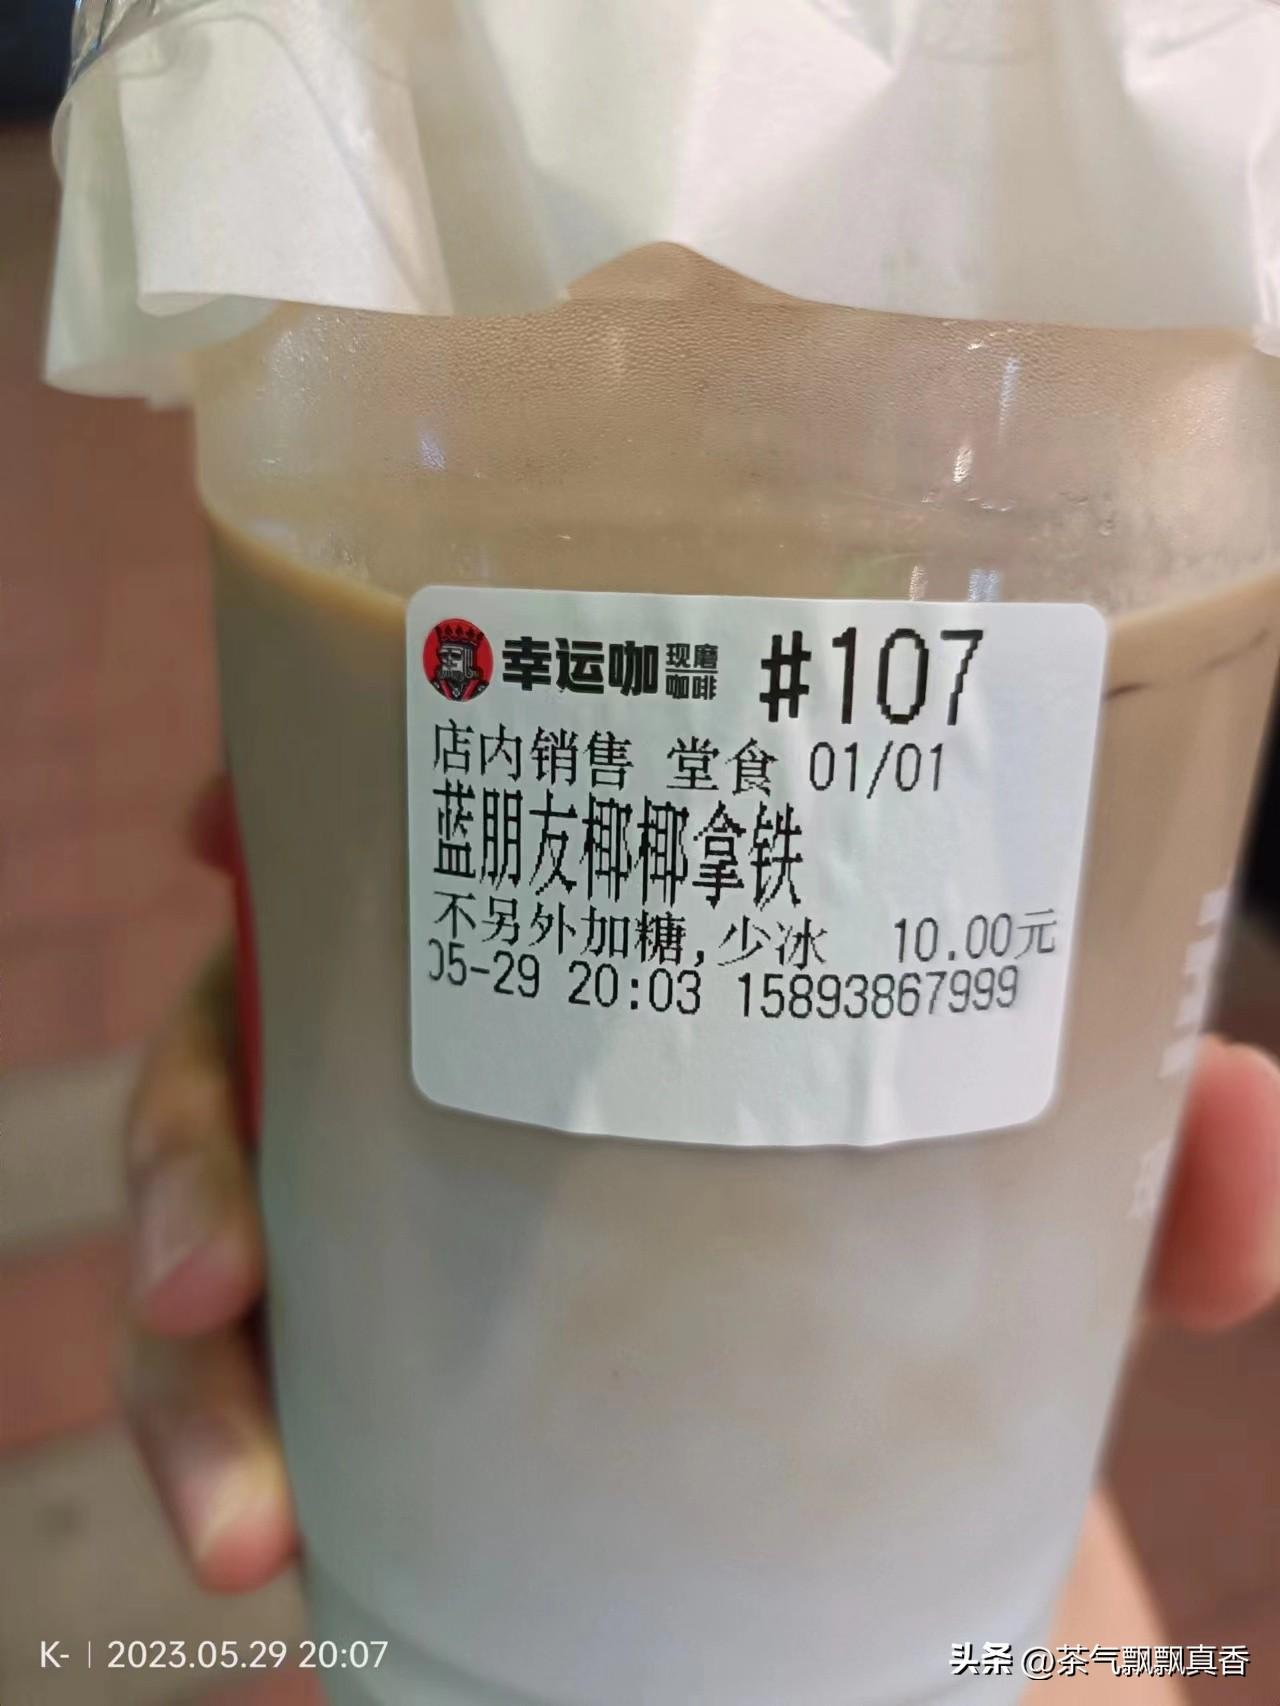 幸运咖 现磨咖啡 #107
店内销售 堂食 01/01
蓝朋友椰椰拿铁
不另外加糖,少冰 10.00元
05-29 20:03 15893867999
K- | 2023.05.29 20:07
头条 @茶气飘飘真香